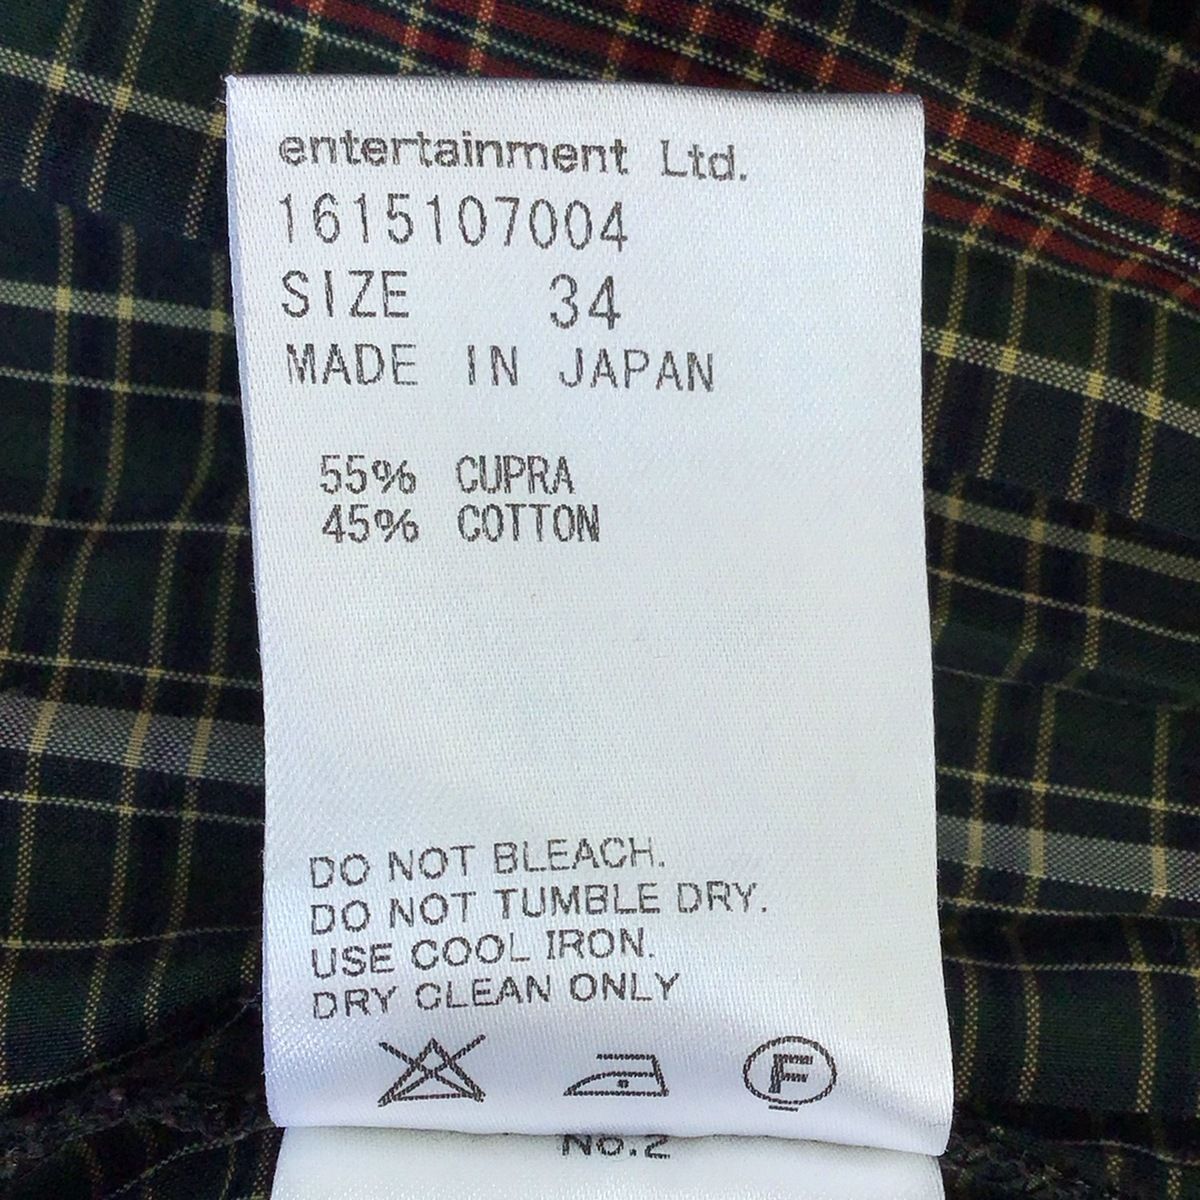 entertainment Ltd.
1615107004
SIZE 34
MADE IN JAPAN
55% CUPRA
45% COTTON
DO NOT BLEACH.
DO NOT TUMBLE DRY.
USE COOL IRON.
DRY CLEAN ONLY
F
No.2